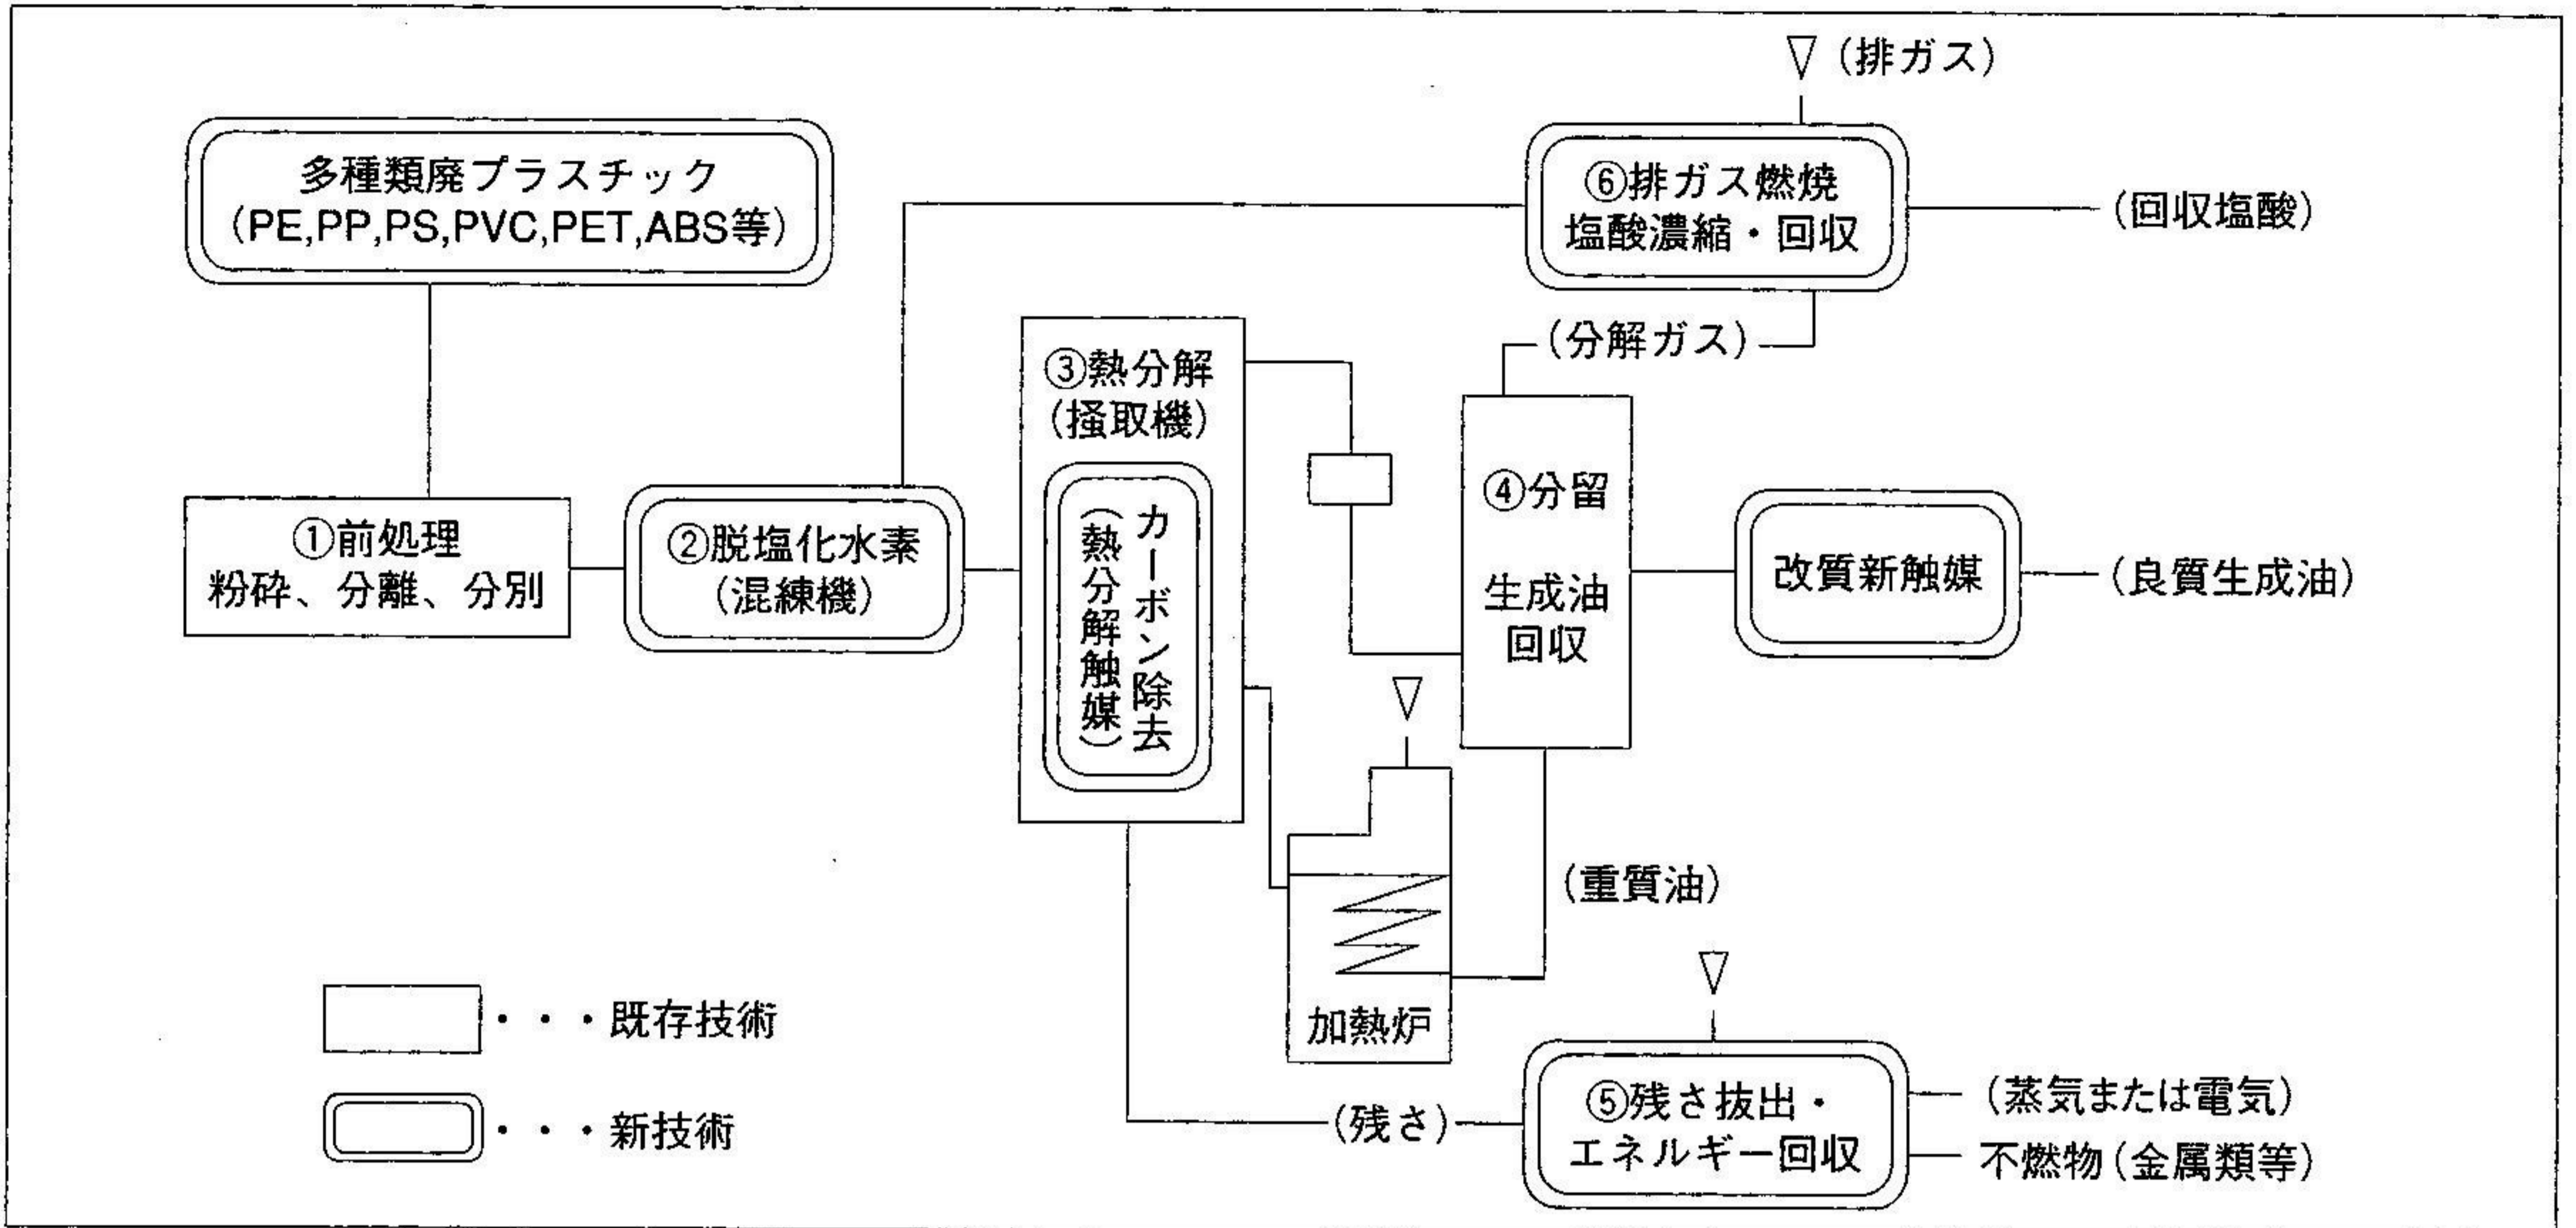 (排ガス)
多種類廃プラスチック
(PE,PP,PS,PVC,PET,ABS等)
⑥排ガス燃焼
塩酸濃縮・回収
(回収塩酸)
(分解ガス)
③熱分解
(掻取機)
カーボン除去
(熱分解触媒)
④分留
生成油
回収
①前処理
粉砕、分離、分別
②脱塩化水素
(混練機)
改質新触媒
(良質生成油)
(重質油)
加熱炉
・・・既存技術
・・・新技術
(残さ)
⑤残さ抜出・
エネルギー回収
(蒸気または電気)
不燃物(金属類等)